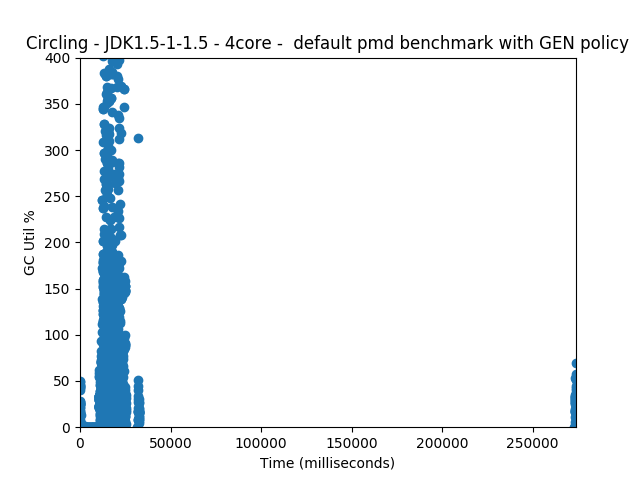 Circling - JDK1.5-1-1.5 - 4core -  default pmd benchmark with GEN policy
400
350
300
250
200
150
100
50
0
GC Util %
0 50000 100000 150000 200000 250000
Time (milliseconds)